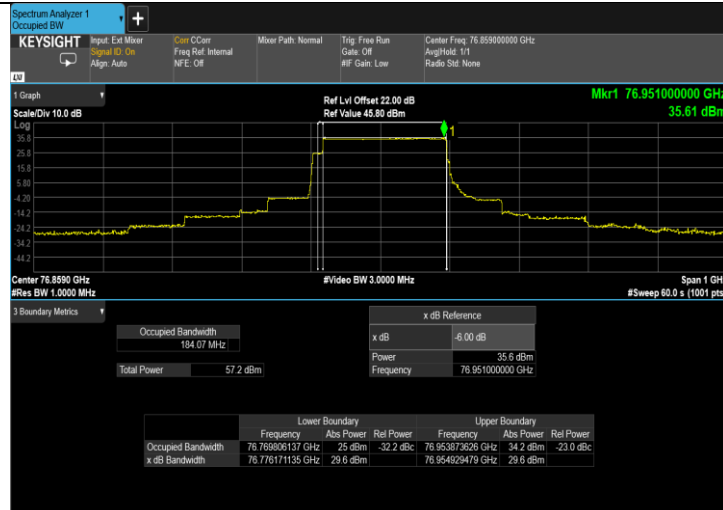 Spectrum Analyzer 1
Occupied BW
+
KEYSIGHT Input: Ext Mixer Corr CCorr Mixer Path: Normal Trig: Free Run Center Freq: 76.859000000 GHz
Signal ID: On Freq Ref: Internal Gate: Off Avg|Hold: 1/1
Align: Auto NFE: Off #IF Gain: Low Radio Std: None
LXI
1 Graph Ref Lvl Offset 22.00 dB Mkr1 76.951000000 GHz
Scale/Div 10.0 dB Ref Value 45.80 dBm 35.61 dBm
Log
1
35.8
25.8
15.8
5.80
-4.20
-14.2
-24.2
-34.2
-44.2
Center 76.8590 GHz #Video BW 3.0000 MHz Span 1 GHz
#Res BW 1.0000 MHz #Sweep 60.0 s (1001 pts)
3 Boundary Metrics
x dB Reference
Occupied Bandwidth x dB -6.00 dB
184.07 MHz
Power 35.6 dBm
Total Power 57.2 dBm Frequency 76.951000000 GHz
Lower Boundary Upper Boundary
Frequency Abs Power Rel Power Frequency Abs Power Rel Power
Occupied Bandwidth 76.769806137 GHz 25 dBm -32.2 dBc 76.953873626 GHz 34.2 dBm -23.0 dBc
x dB Bandwidth 76.776171135 GHz 29.6 dBm 76.954929479 GHz 29.6 dBm